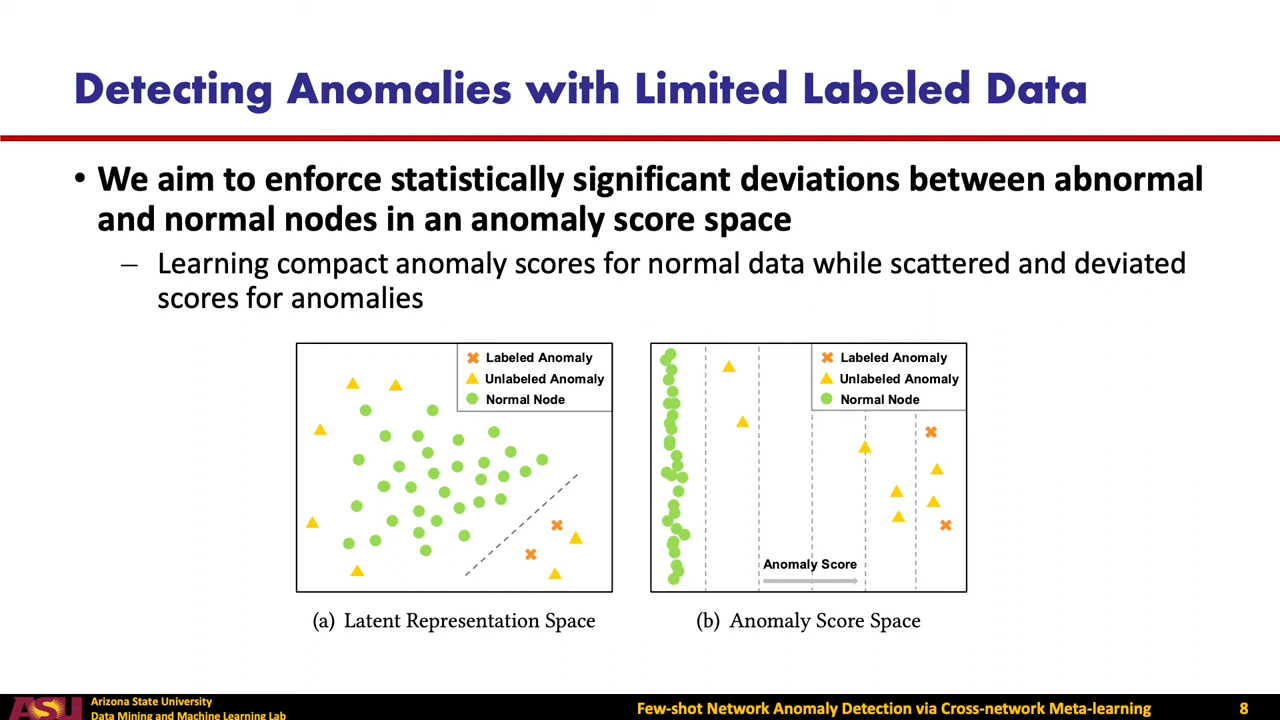 Detecting Anomalies with Limited Labeled Data
• We aim to enforce statistically significant deviations between abnormal
and normal nodes in an anomaly score space
– Learning compact anomaly scores for normal data while scattered and deviated
scores for anomalies
Labeled Anomaly
Unlabeled Anomaly
Normal Node
(a) Latent Representation Space
Labeled Anomaly
Unlabeled Anomaly
Normal Node
Anomaly Score
(b) Anomaly Score Space
ASU
Arizona State University
Data Mining and Machine Learning Lab
Few-shot Network Anomaly Detection via Cross-network Meta-learning
8